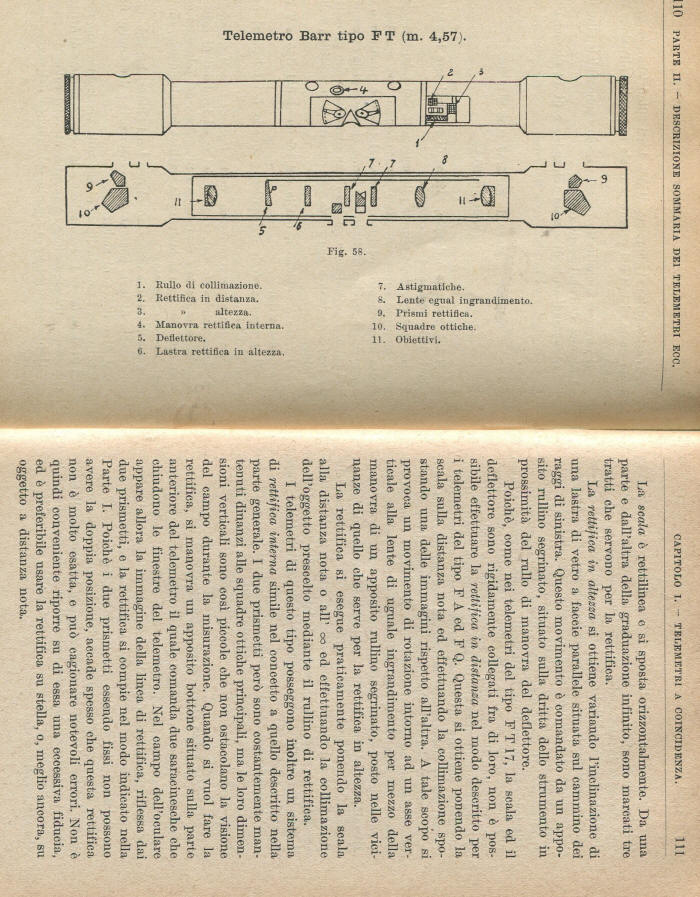 110 PARTE II. - DESCRIZIONE SOMMARIA DEI TELEMETRI ECC.
Telemetro Barr tipo F T (m. 4,57).
2
3
4
1
7
7
8
9
9
10
11
5
6
11
10
Fig. 58.
1. Rullo di collimazione.
2. Rettifica in distanza.
3. » altezza.
4. Manovra rettifica interna.
5. Deflettore.
6. Lastra rettifica in altezza.
7. Astigmatiche.
8. Lente egual ingrandimento.
9. Prismi rettifica.
10. Squadre ottiche.
11. Obiettivi.
CAPITOLO I. - TELEMETRI A COINCIDENZA. 111
La scala è rettilinea e si sposta orizzontalmente. Da una
parte e dall'altra della graduazione infinito, sono marcati tre
tratti che servono per la rettifica.
La rettifica in altezza si ottiene variando l'inclinazione di
una lastra di vetro a faccie parallele situata sul cammino dei
raggi di sinistra. Questo movimento è comandato da un appo-
sito rullino segrinato, situato sulla dritta dello strumento in
prossimità del rullo di manovra del deflettore.
Poichè, come nei telemetri del tipo F T 17, la scala ed il
deflettore sono rigidamente collegati fra di loro, non è pos-
sibile effettuare la rettifica in distanza nel modo descritto per
i telemetri del tipo F A ed F Q. Questa si ottiene ponendo la
scala sulla distanza nota ed effettuando la collimazione spo-
stando una delle immagini rispetto all'altra. A tale scopo si
provoca un movimento di rotazione intorno ad un asse ver-
ticale alla lente di uguale ingrandimento per mezzo della
manovra di un apposito rullino segrinato, posto nelle vici-
nanze di quello che serve per la rettifica in altezza.
La rettifica si esegue praticamente ponendo la scala
alla distanza nota o all' ∞ ed effettuando la collimazione
dell'oggetto prescelto mediante il rullino di rettifica.
I telemetri di questo tipo posseggono inoltre un sistema
di rettifica interna simile nel concetto a quello descritto nella
parte generale. I due prismetti però sono costantemente man-
tenuti dinanzi alle squadre ottiche principali, ma le loro dimen-
sioni verticali sono così piccole che non ostacolano la visione
del campo durante la misurazione. Quando si vuol fare la
rettifica, si manovra un apposito bottone situato sulla parte
anteriore del telemetro il quale comanda due saracinesche che
chiudono le finestre del telemetro. Nel campo dell'oculare
appare allora la immagine della linea di rettifica, riflessa dai
due prismetti, e la rettifica si compie nel modo indicato nella
Parte I. Poichè i due prismetti essendo fissi non possono
avere la doppia posizione, accade spesso che questa rettifica
non è molto esatta, e può cagionare notevoli errori. Non è
quindi conveniente riporre su di essa una eccessiva fiducia,
ed è preferibile usare la rettifica su stella, o, meglio ancora, su
oggetto a distanza nota.